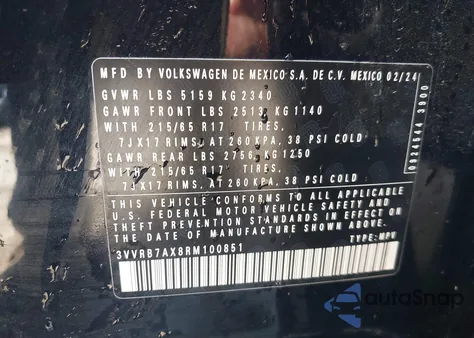 MFD BY VOLKSWAGEN DE MEXICO S.A. DE C.V. MEXICO 02/24
GVWR LBS 5159 KG 2340
GAWR FRONT LBS 2513 KG 1140
WITH 215/65 R17 TIRES.
7JX17 RIMS. AT 260 KPA, 38 PSI COLD
GAWR REAR LBS 2756 KG 1250
WITH 215/65 R17 TIRES.
7JX17 RIMS. AT 260 KPA, 38 PSI COLD
THIS VEHICLE CONFORMS TO ALL APPLICABLE
U.S. FEDERAL MOTOR VEHICLE SAFETY AND
THEFT PREVENTION STANDARDS IN EFFECT ON
THE DATE OF MANUFACTURE SHOWN ABOVE.
3VVRB7AX8RM100851
TYPE: MPV
autoSnap